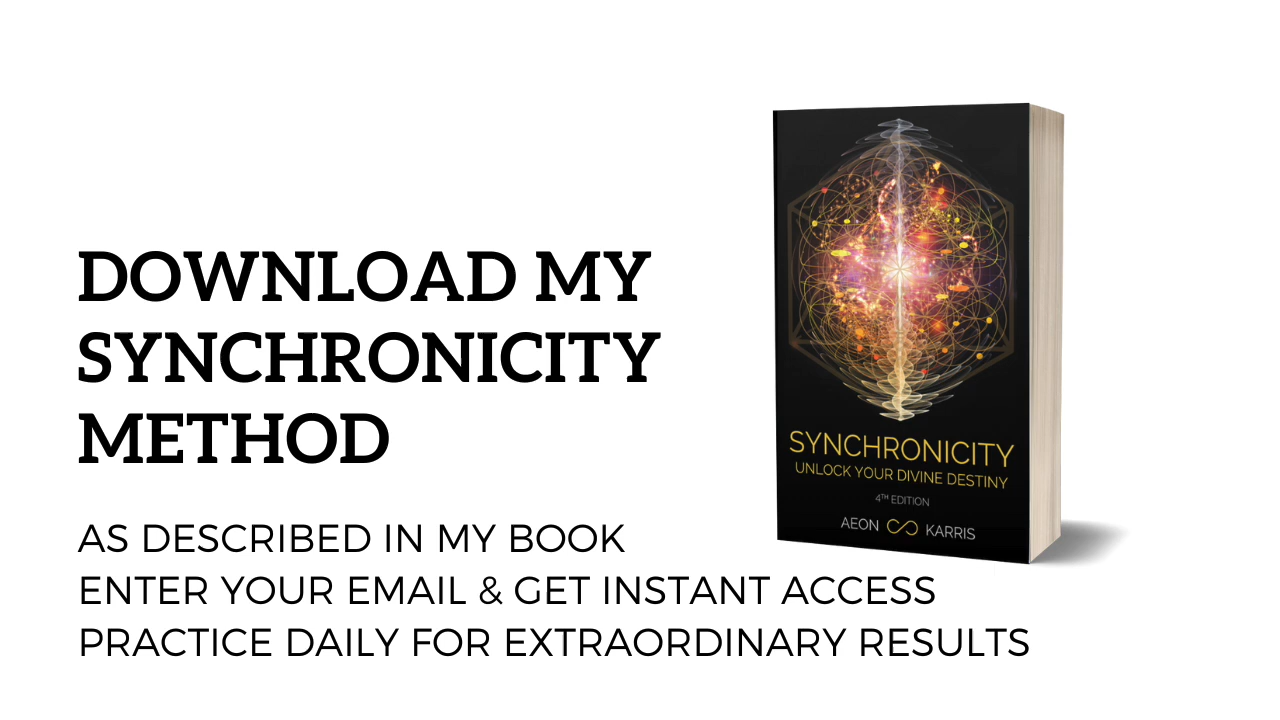 DOWNLOAD MY
SYNCHRONICITY
METHOD
AS DESCRIBED IN MY BOOK
ENTER YOUR EMAIL & GET INSTANT ACCESS
PRACTICE DAILY FOR EXTRAORDINARY RESULTS
SYNCHRONICITY
UNLOCK YOUR DIVINE DESTINY
4TH EDITION
AEON KARRIS